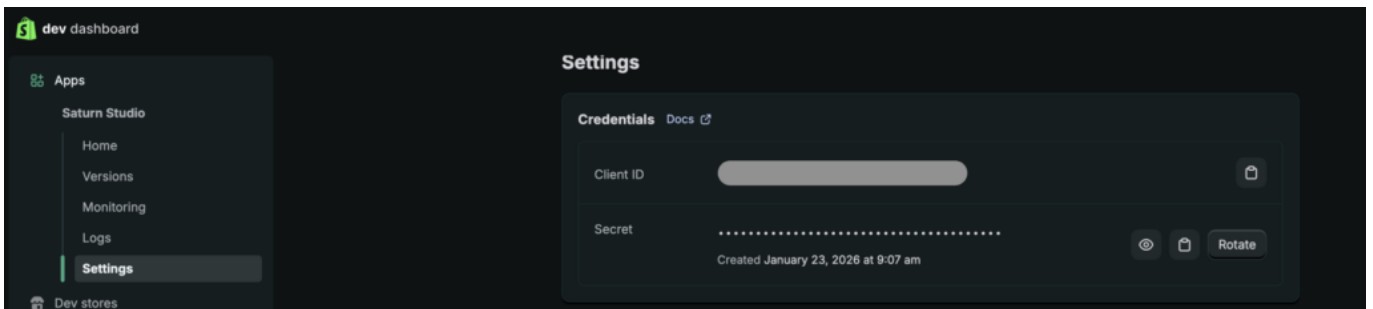 dev dashboard
Apps
Saturn Studio
Home
Versions
Monitoring
Logs
Settings
Dev stores
Settings
Credentials Docs
Client ID
Secret
.....................................
Created January 23, 2026 at 9:07 am
Rotate